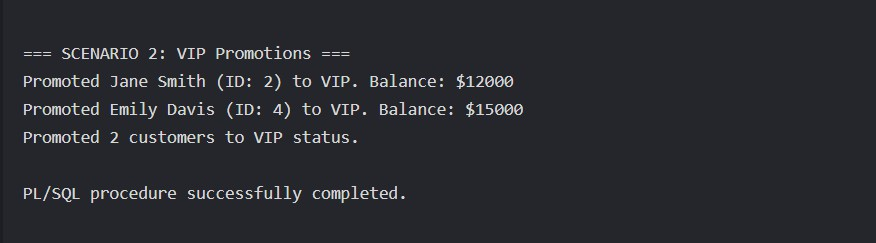 === SCENARIO 2: VIP Promotions ===
Promoted Jane Smith (ID: 2) to VIP. Balance: $12000
Promoted Emily Davis (ID: 4) to VIP. Balance: $15000
Promoted 2 customers to VIP status.
PL/SQL procedure successfully completed.